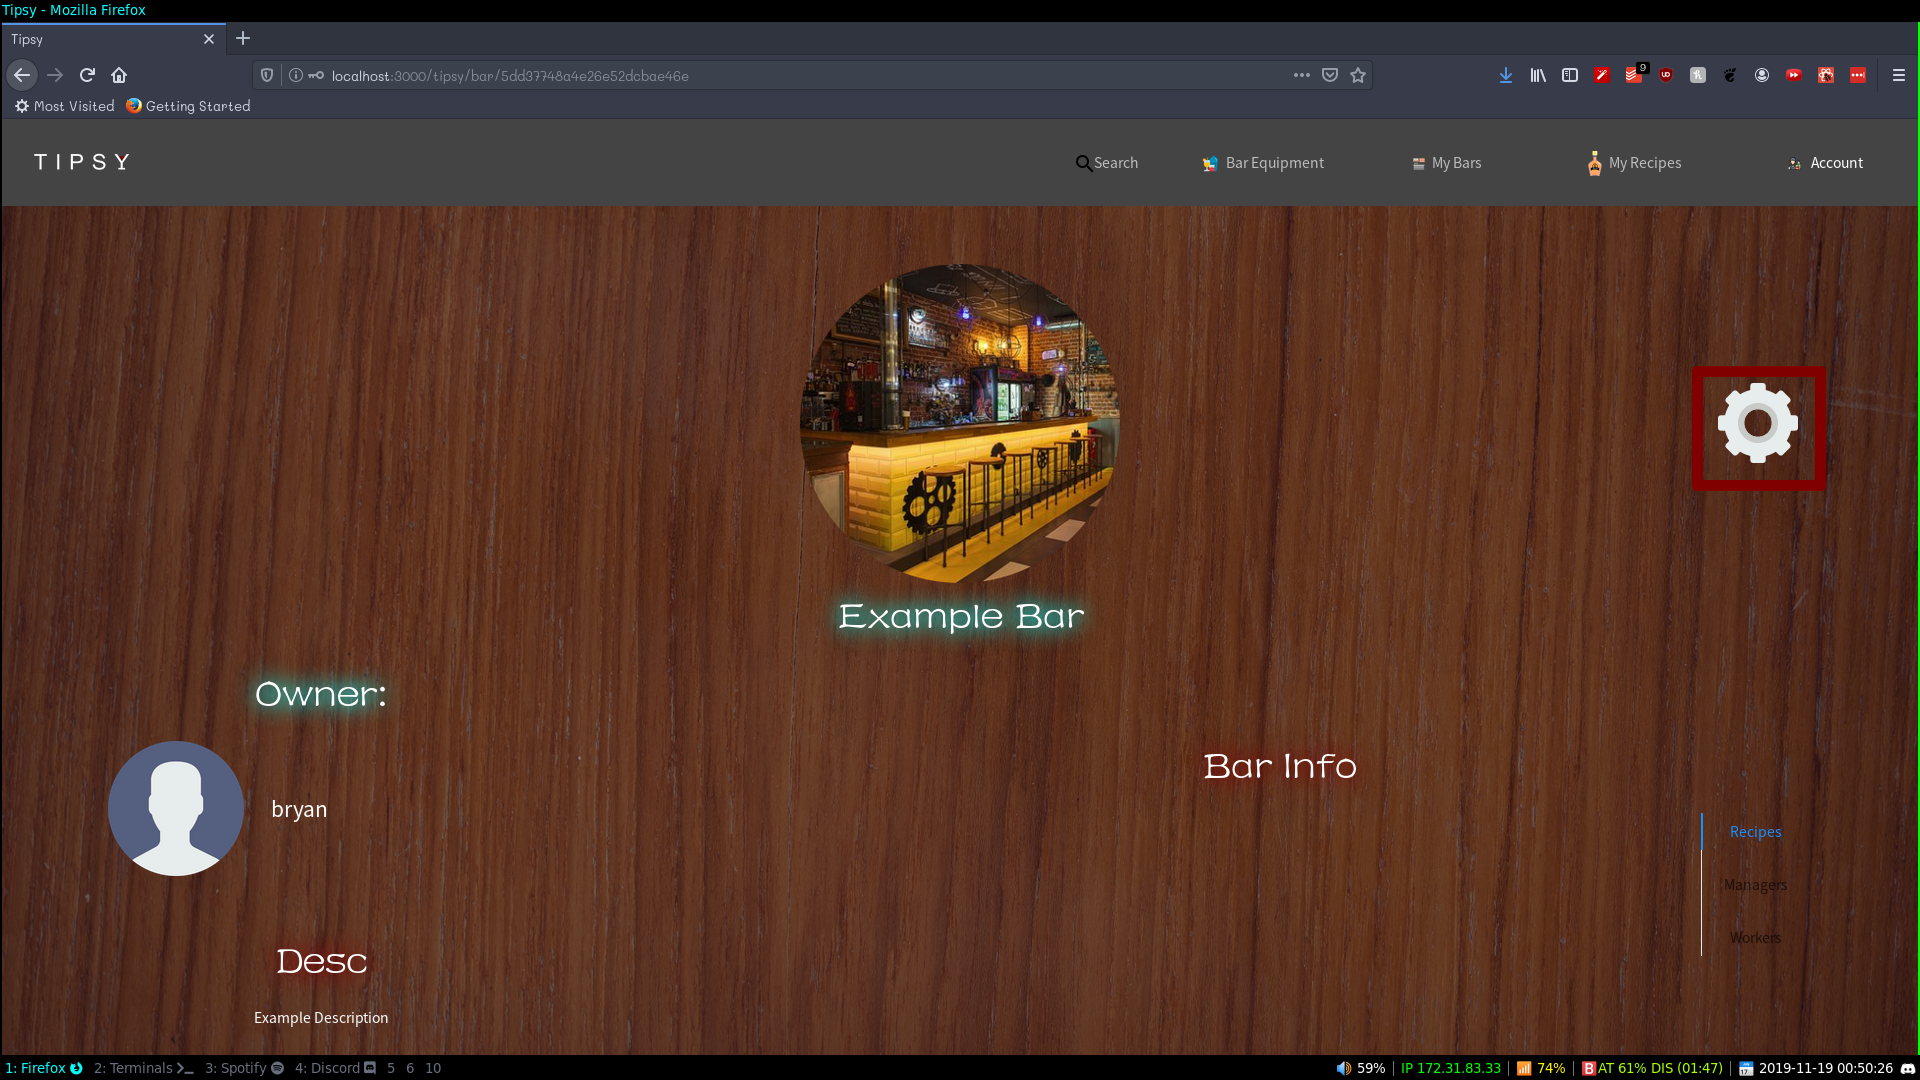 Tipsy - Mozilla Firefox
Tipsy
localhost:3000/tipsy/bar/5dd37748a4e26e52dcbae46e
9
Most Visited Getting Started
TIPSY Search Bar Equipment My Bars My Recipes Account
Example Bar
Owner:
bryan
Bar Info
Recipes
Managers
Workers
Desc
Example Description
1: Firefox 2: Terminals 3: Spotify 4: Discord 5 6 10 59% | IP 172.31.83.33 | 74% | BAT 61% DIS (01:47) | 2019-11-19 00:50:26